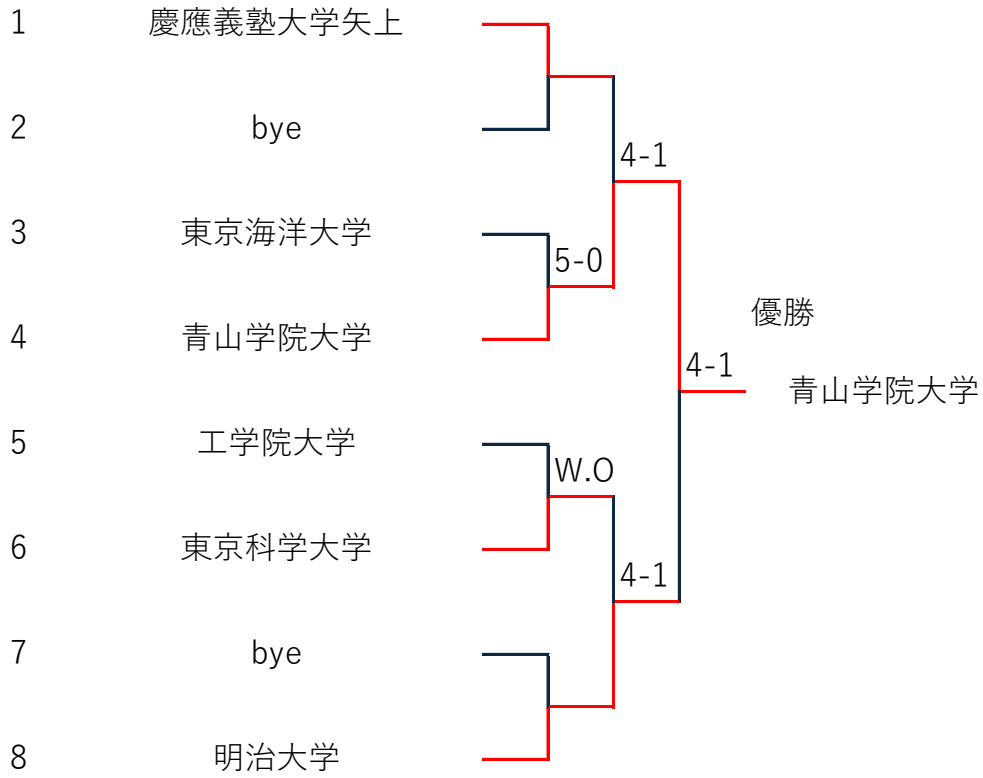 1 慶應義塾大学矢上
2 bye
4-1
3 東京海洋大学
5-0
優勝
4 青山学院大学
4-1
青山学院大学
5 工学院大学
W.O
6 東京科学大学
4-1
7 bye
8 明治大学